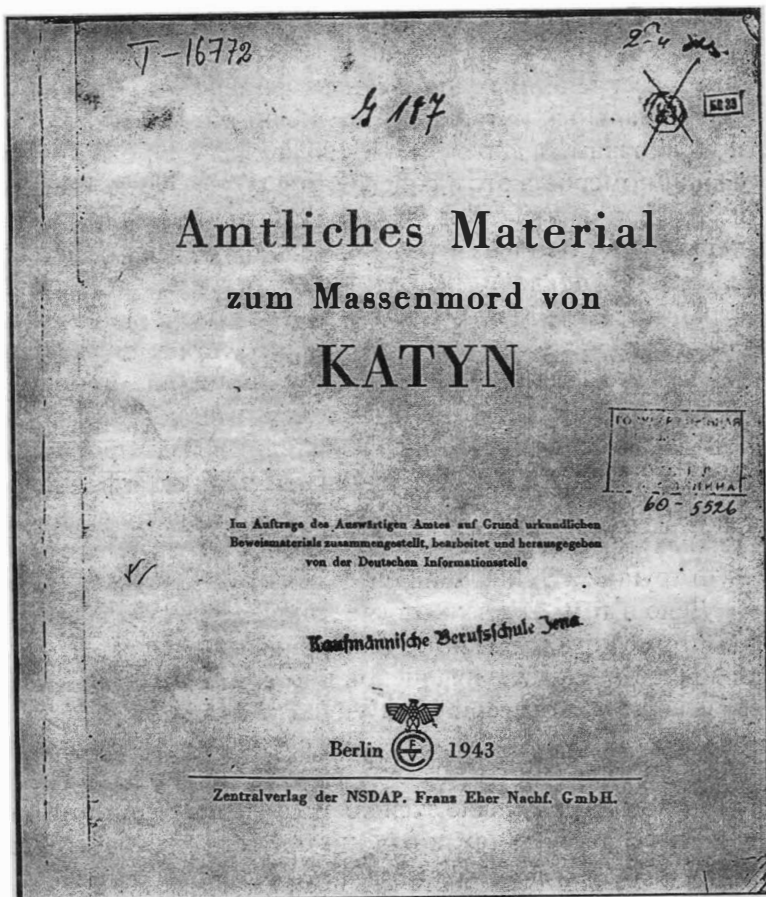 T-16772
G 187
Amtliches Material
zum Massenmord von
KATYN
60 - 5526
Im Auftrage des Auswärtigen Amtes auf Grund urkundlichen
Beweismaterials zusammengestellt, bearbeitet und herausgegeben
von der Deutschen Informationsstelle
Kaufmännische Berufsschule Jena
Berlin 1943
Zentralverlag der NSDAP. Franz Eher Nachf. GmbH.